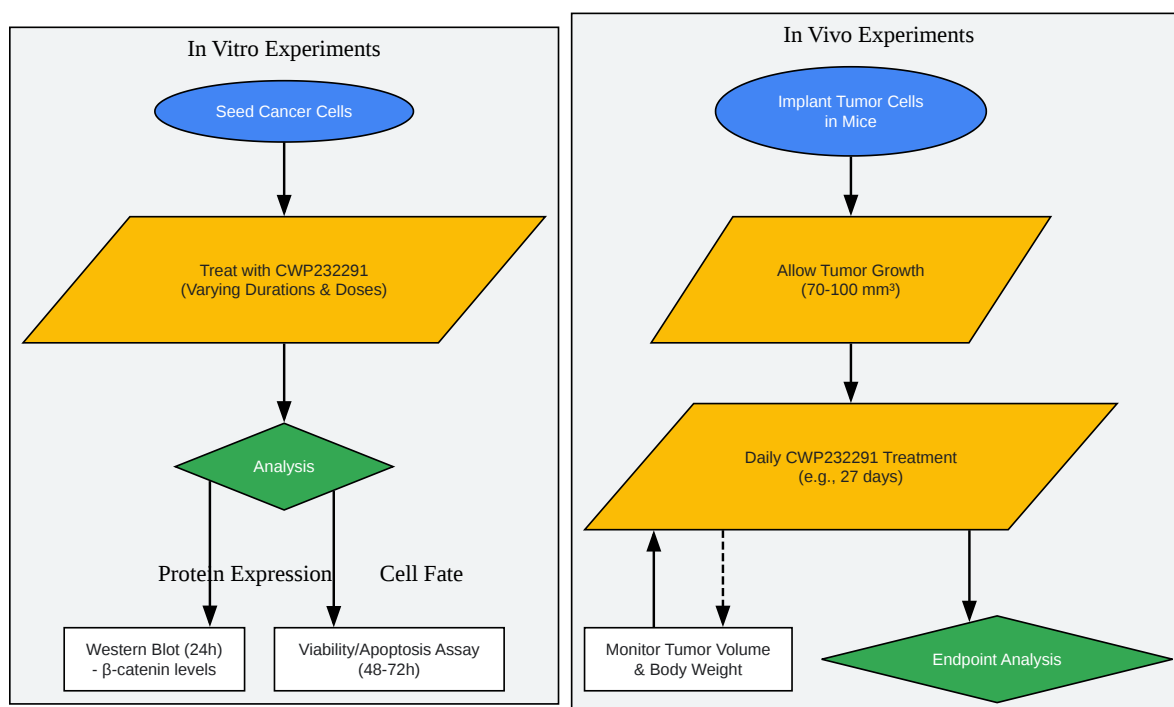 In Vitro Experiments
Seed Cancer Cells
Treat with CWP232291
(Varying Durations & Doses)
Analysis
Protein Expression
Cell Fate
Western Blot (24h)
- β-catenin levels
Viability/Apoptosis Assay
(48-72h)
In Vivo Experiments
Implant Tumor Cells
in Mice
Allow Tumor Growth
(70-100 mm³)
Daily CWP232291 Treatment
(e.g., 27 days)
Monitor Tumor Volume
& Body Weight
Endpoint Analysis